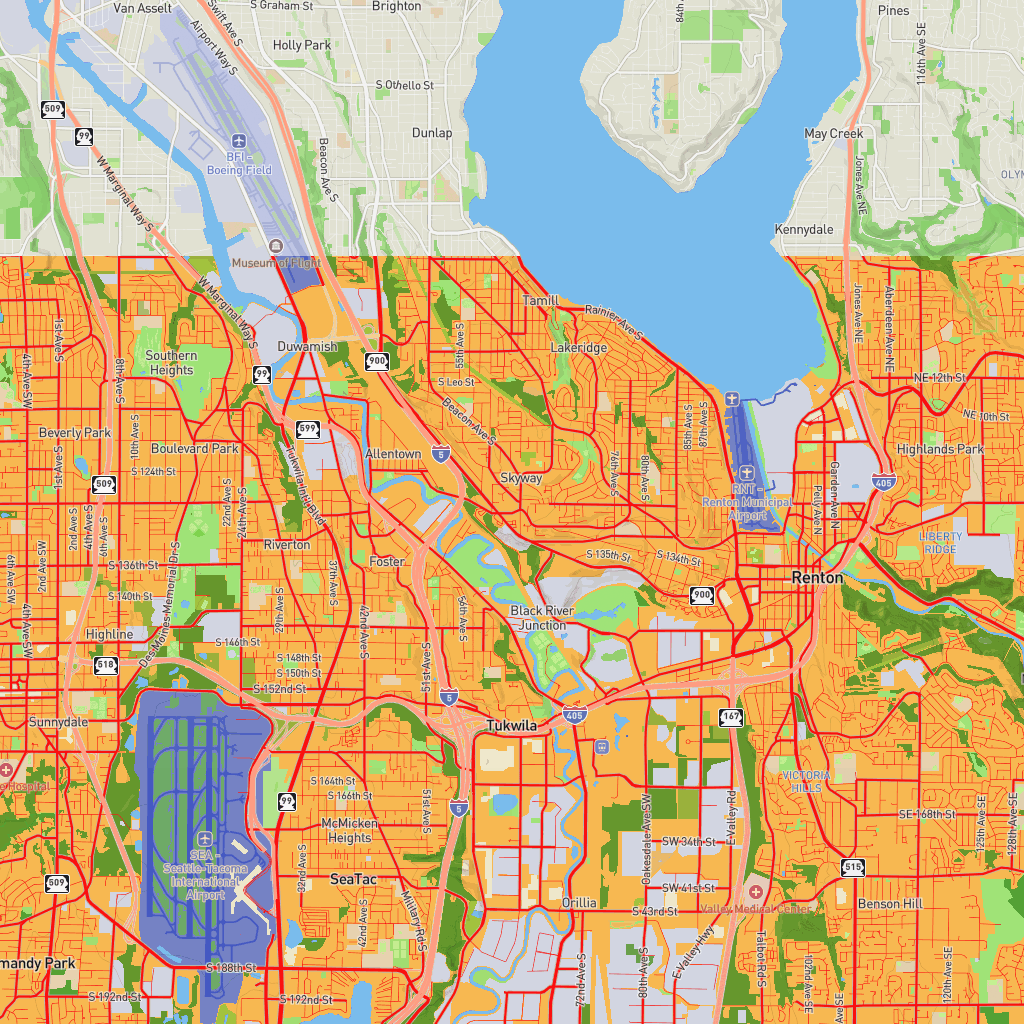 S Graham St
Brighton
84th
Pines
Van Asselt
Swift Ave S
Airport Way S
Holly Park
116th Ave SE
S Othello St
509
99
Dunlap
May Creek
BFI -
Boeing Field
Beacon Ave S
W Marginal Way S
Jones Ave NE
OLYM
Kennydale
Museum of Flight
W Marginal Way S
Tamill
Rainier Ave S
Jones Ave NE
Aberdeen Ave NE
1st Ave S
55th Ave S
Duwamish
Lakeridge
Southern
Heights
900
4th Ave SW
8th Ave S
99
S Leo St
NE 12th St
Beacon Ave S
85th Ave S
87th Ave S
NE 10th St
599
Beverly Park
10th Ave S
Boulevard Park
Allentown
5
Highlands Park
1st Ave S
S 124th St
Tukwila Intl Blvd
Skyway
76th Ave S
80th Ave S
RNT -
Renton Municipal
Airport
Garden Ave N
Pelly Ave N
405
509
22nd Ave S
24th Ave S
2nd Ave S
4th Ave S
6th Ave S
LIBERTY
RIDGE
Riverton
S 135th St
S 134th St
2nd Ave SW
6th Ave SW
S 136th St
Foster
37th Ave S
Renton
S 140th St
Des Moines Memorial Dr S
29th Ave S
42nd Ave S
54th Ave S
900
4th Ave SW
Black River
Junction
Highline
S 146th St
S 148th St
S 150th St
51st Ave S
518
S 152nd St
5
405
167
Sunnydale
Tukwila
Hospital
S 164th St
S 166th St
51st Ave S
99
5
VICTORIA
HILLS
Oakesdale Ave SW
E Valley Rd
SE 168th St
125th Ave SE
128th Ave SE
McMicken
Heights
SW 34th St
SEA -
Seattle-Tacoma
International
Airport
32nd Ave S
515
509
SeaTac
SW 41st St
Military Rd S
Orillia
S 43rd St
Valley Medical Center
Benson Hill
42nd Ave S
E Valley Hwy
Talbot Rd S
mandy Park
S 188th St
72nd Ave S
80th Ave S
102nd Ave SE
120th Ave SE
S 192nd St
S 192nd St
Ave SE